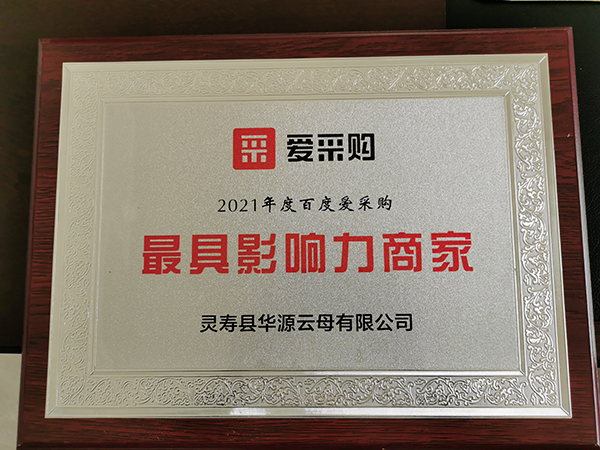 采 爱采购
2021年度百度爱采购
最具影响力商家
灵寿县华源云母有限公司